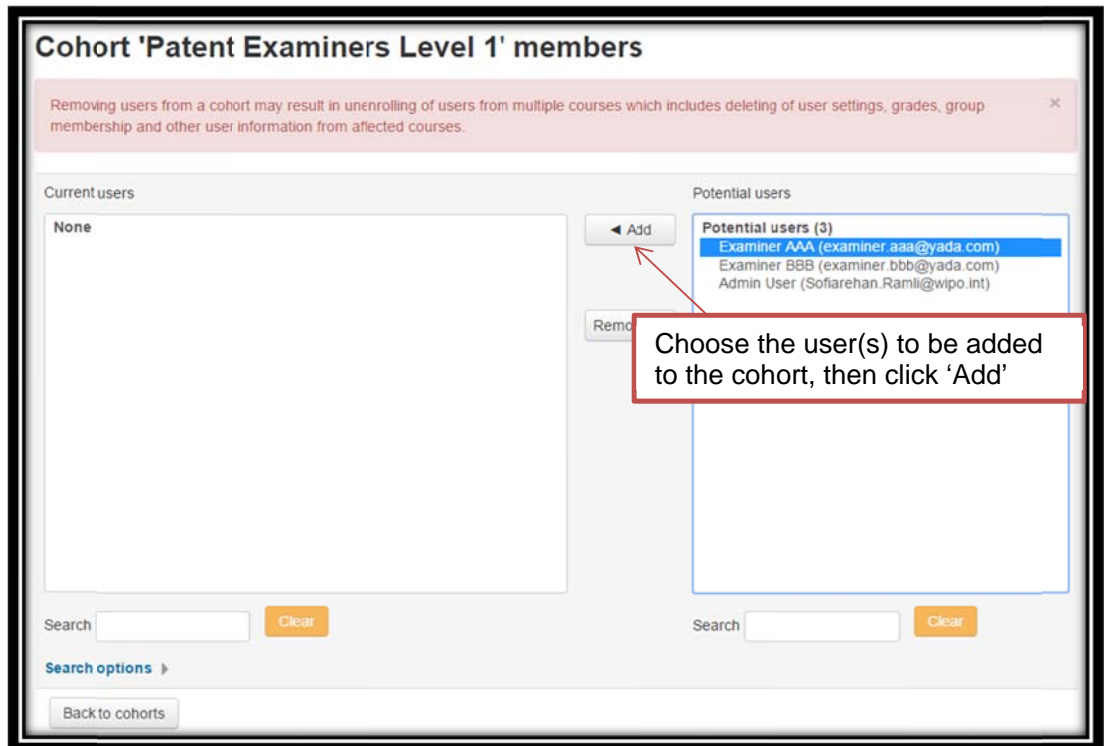 Cohort 'Patent Examiners Level 1' members
Removing users from a cohort may result in unenrolling of users from multiple courses which includes deleting of user settings, grades, group
membership and other user information from affected courses.
×
Current users
None
◄ Add
Remo
Potential users
Potential users (3)
Examiner AAA (examiner.aaa@yada.com)
Examiner BBB (examiner.bbb@yada.com)
Admin User (Sofiarehan.Ramli@wipo.int)
Choose the user(s) to be added
to the cohort, then click ‘Add’
Search
Clear
Search
Clear
Search options
Back to cohorts